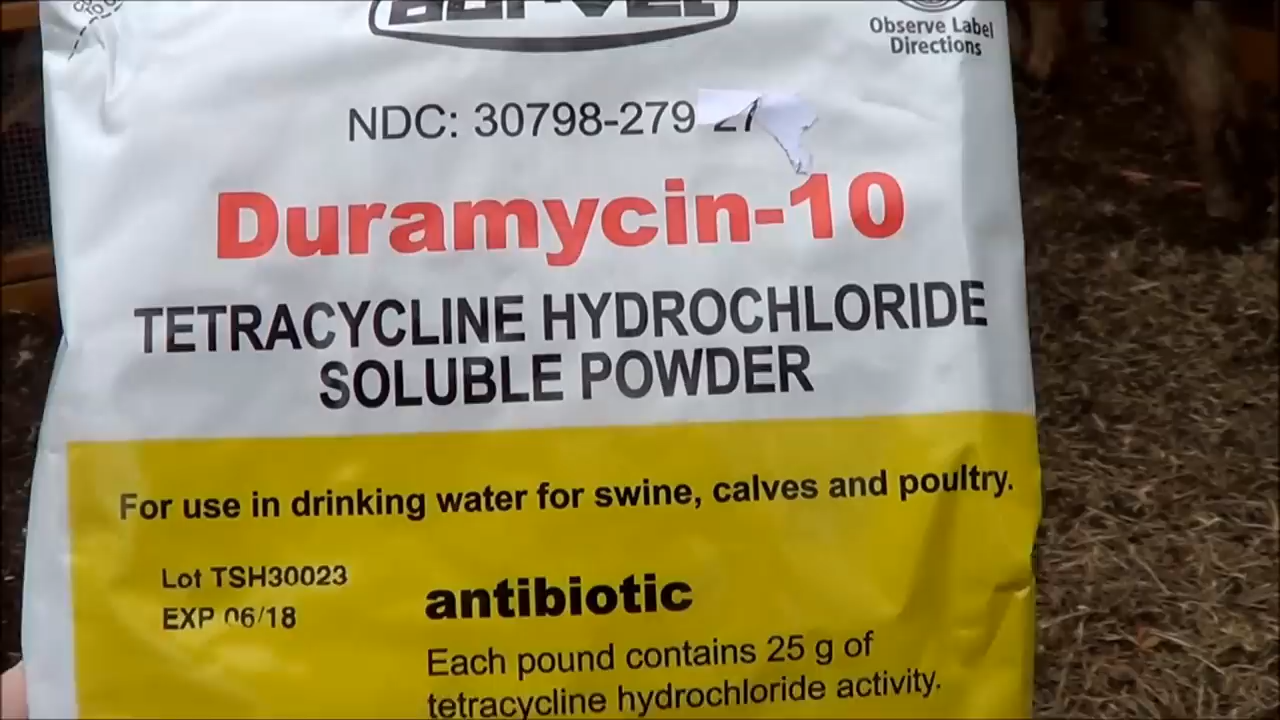 Observe Label
Directions
NDC: 30798-279 27
Duramycin-10
TETRACYCLINE HYDROCHLORIDE
SOLUBLE POWDER
For use in drinking water for swine, calves and poultry.
Lot TSH30023
EXP 06/18
antibiotic
Each pound contains 25 g of
tetracycline hydrochloride activity.